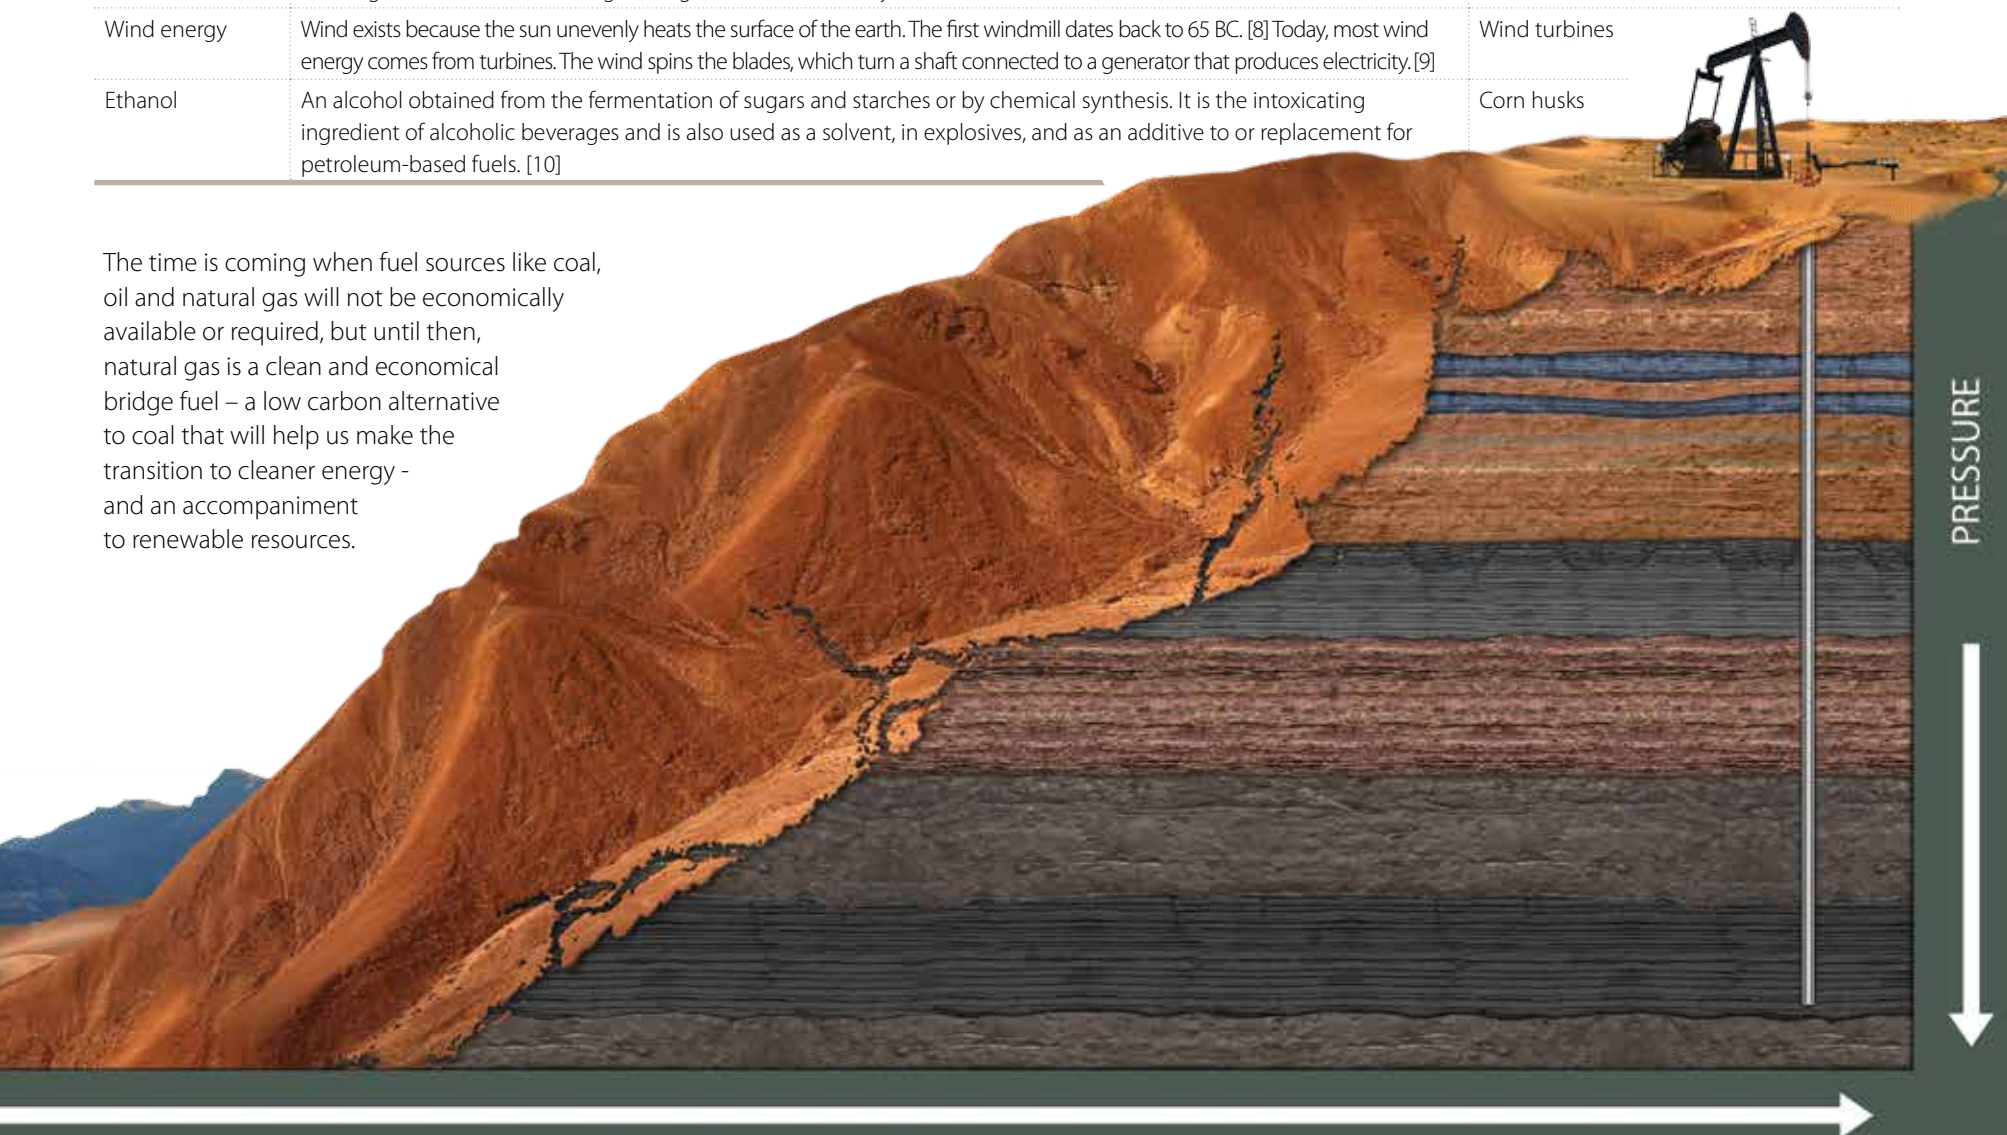 Wind energy
Wind exists because the sun unevenly heats the surface of the earth. The first windmill dates back to 65 BC. [8] Today, most wind
energy comes from turbines. The wind spins the blades, which turn a shaft connected to a generator that produces electricity. [9]
Wind turbines
Ethanol
An alcohol obtained from the fermentation of sugars and starches or by chemical synthesis. It is the intoxicating
ingredient of alcoholic beverages and is also used as a solvent, in explosives, and as an additive to or replacement for
petroleum-based fuels. [10]
Corn husks
The time is coming when fuel sources like coal,
oil and natural gas will not be economically
available or required, but until then,
natural gas is a clean and economical
bridge fuel – a low carbon alternative
to coal that will help us make the
transition to cleaner energy -
and an accompaniment
to renewable resources.
PRESSURE